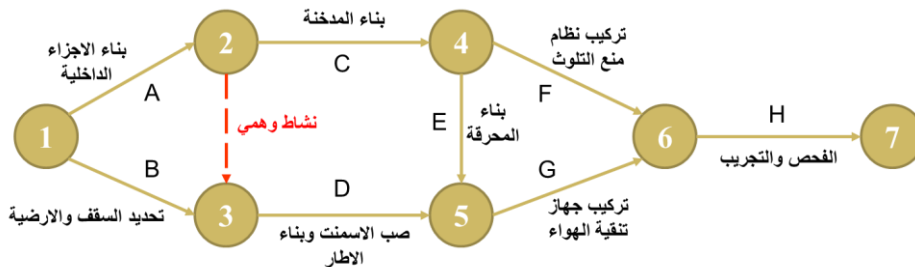 بناء المدخنة
2
C
4
تركيب نظام
منع التلوث
بناء الاجزاء
الداخلية
A
F
نشاط وهمي
E
بناء
المحرقة
1
6
H
7
الفحص والتجريب
B
D
G
تحديد السقف والارضية
3
5
صب الاسمنت وبناء
الاطار
تركيب جهاز
تنقية الهواء